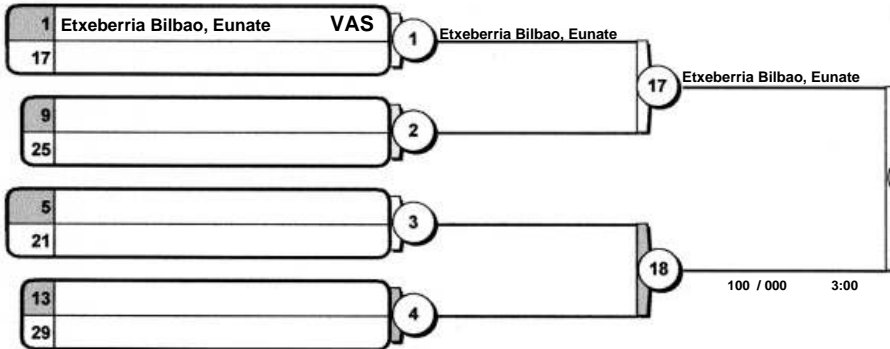 1 Etxeberria Bilbao, Eunate VAS
17
1 Etxeberria Bilbao, Eunate
17 Etxeberria Bilbao, Eunate
9
25
2
5
21
3
18
100 / 000 3:00
13
29
4